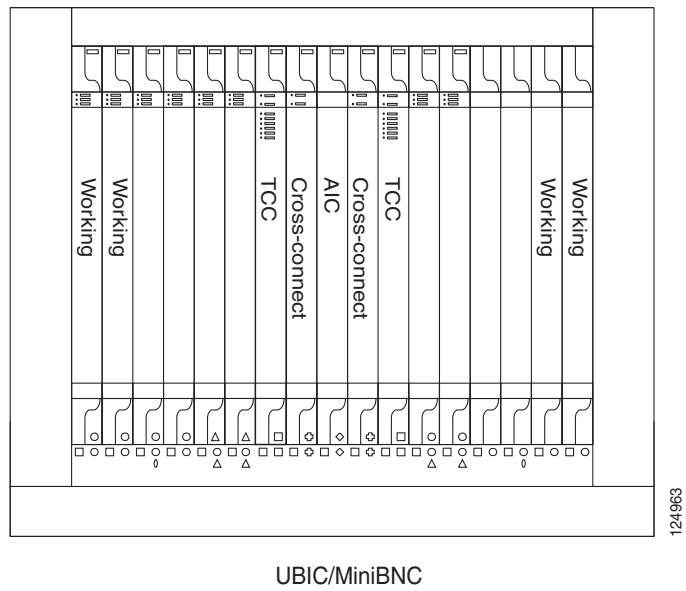 Working
Working
TCC
Cross-connect
AIC
Cross-connect
TCC
Working
Working
124963
UBIC/MiniBNC